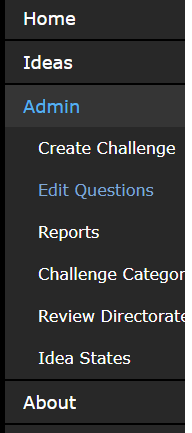 Home
Ideas
Admin
Create Challenge
Edit Questions
Reports
Challenge Categor
Review Directorate
Idea States
About